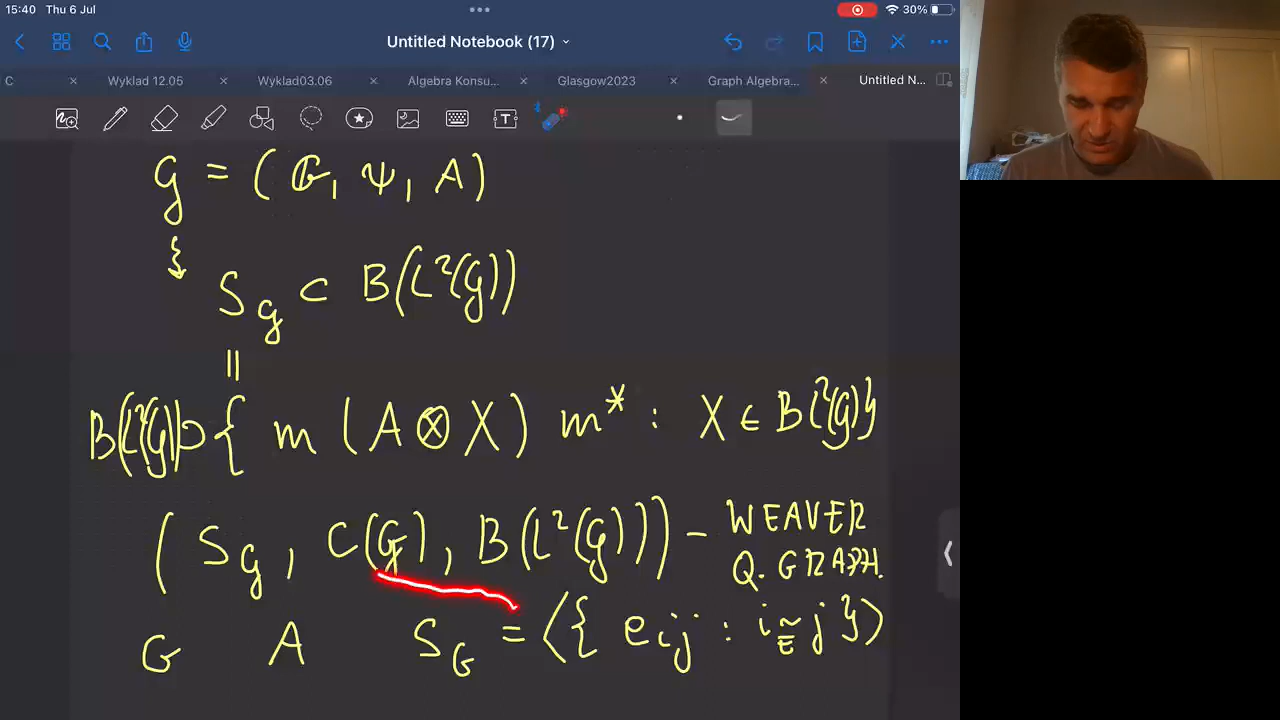 15:40 Thu 6 Jul 30%
Untitled Notebook (17)
C Wyklad 12.05 Wyklad03.06 Algebra Konsu... Glasgow2023 Graph Algebra... Untitled N...
T
G = (𝔾, Ψ, A)
S_G ⊂ B(L²(G))
||
B(L²(G)) ⊃ { m (A ⊗ X) m* : X ∈ B(L²(G)) }
( S_G, C(G), B(L²(G))) - WEAVER
Q. GRAPH.
G A S_G = ⟨{ e_ij : i ~_E j }⟩